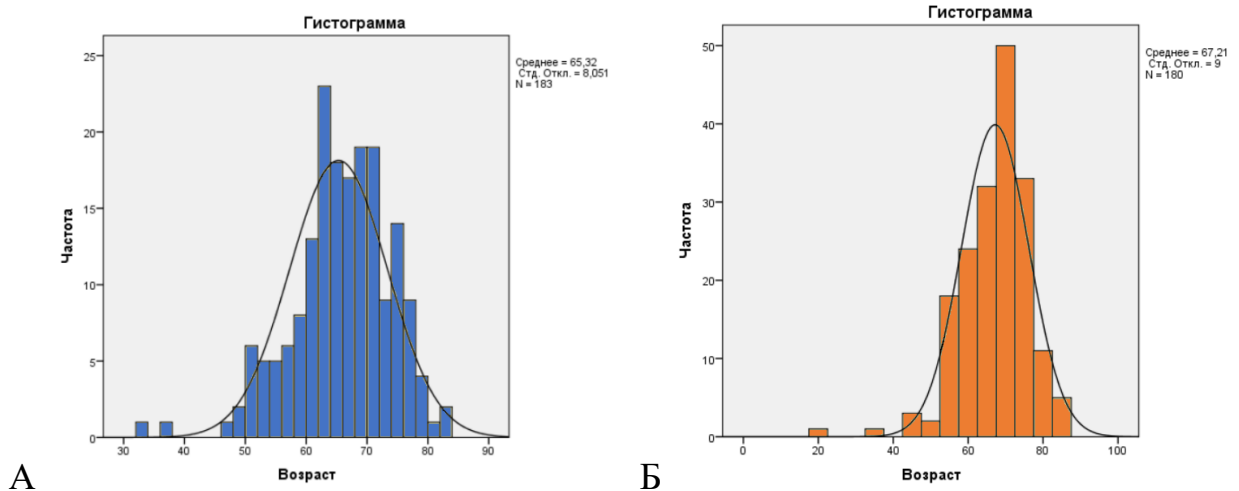 Гистограмма
Среднее = 65,32
Стд. Откл. = 8,051
N = 183
25
20
15
10
5
0
Частота
30 40 50 60 70 80 90
Возраст
А
Гистограмма
Среднее = 67,21
Стд. Откл. = 9
N = 180
50
40
30
20
10
0
Частота
0 20 40 60 80 100
Возраст
Б